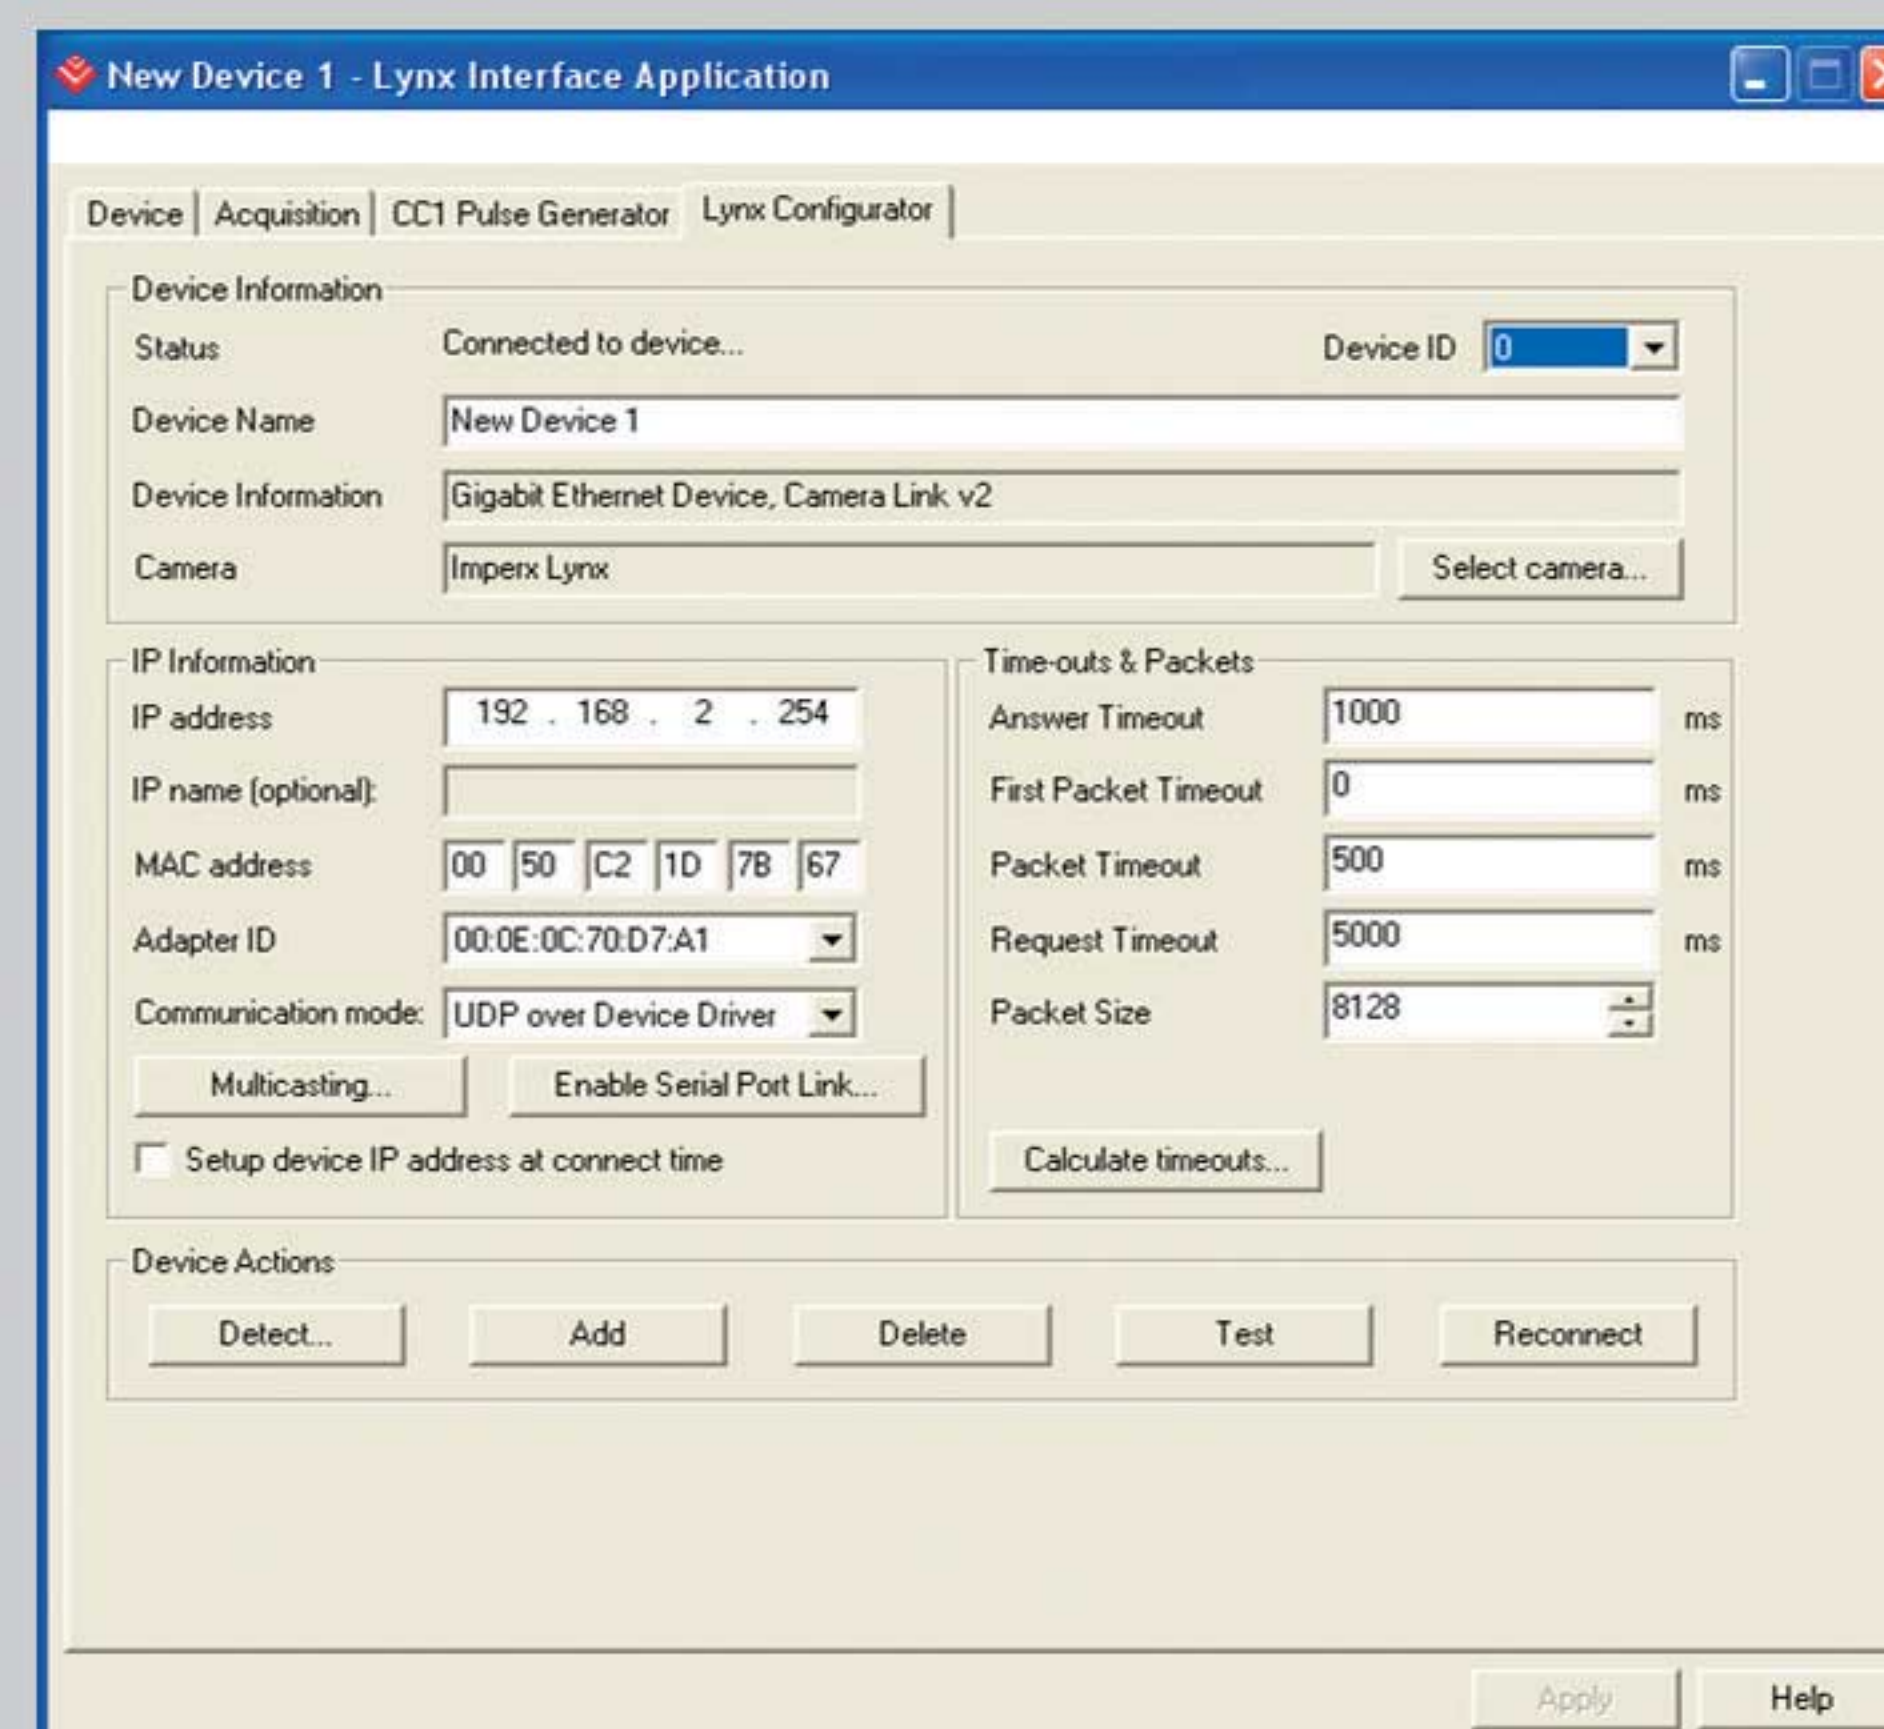 New Device 1 - Lynx Interface Application
Device Acquisition CC1 Pulse Generator Lynx Configurator
Device Information
Status Connected to device... Device ID 0
Device Name New Device 1
Device Information Gigabit Ethernet Device, Camera Link v2
Camera Imperx Lynx Select camera...
IP Information
IP address 192 . 168 . 2 . 254
IP name (optional):
MAC address 00 50 C2 1D 7B 67
Adapter ID 00:0E:0C:70:D7:A1
Communication mode: UDP over Device Driver
Multicasting... Enable Serial Port Link...
Setup device IP address at connect time
Time-outs & Packets
Answer Timeout 1000 ms
First Packet Timeout 0 ms
Packet Timeout 500 ms
Request Timeout 5000 ms
Packet Size 8128
Calculate timeouts...
Device Actions
Detect... Add Delete Test Reconnect
Apply Help